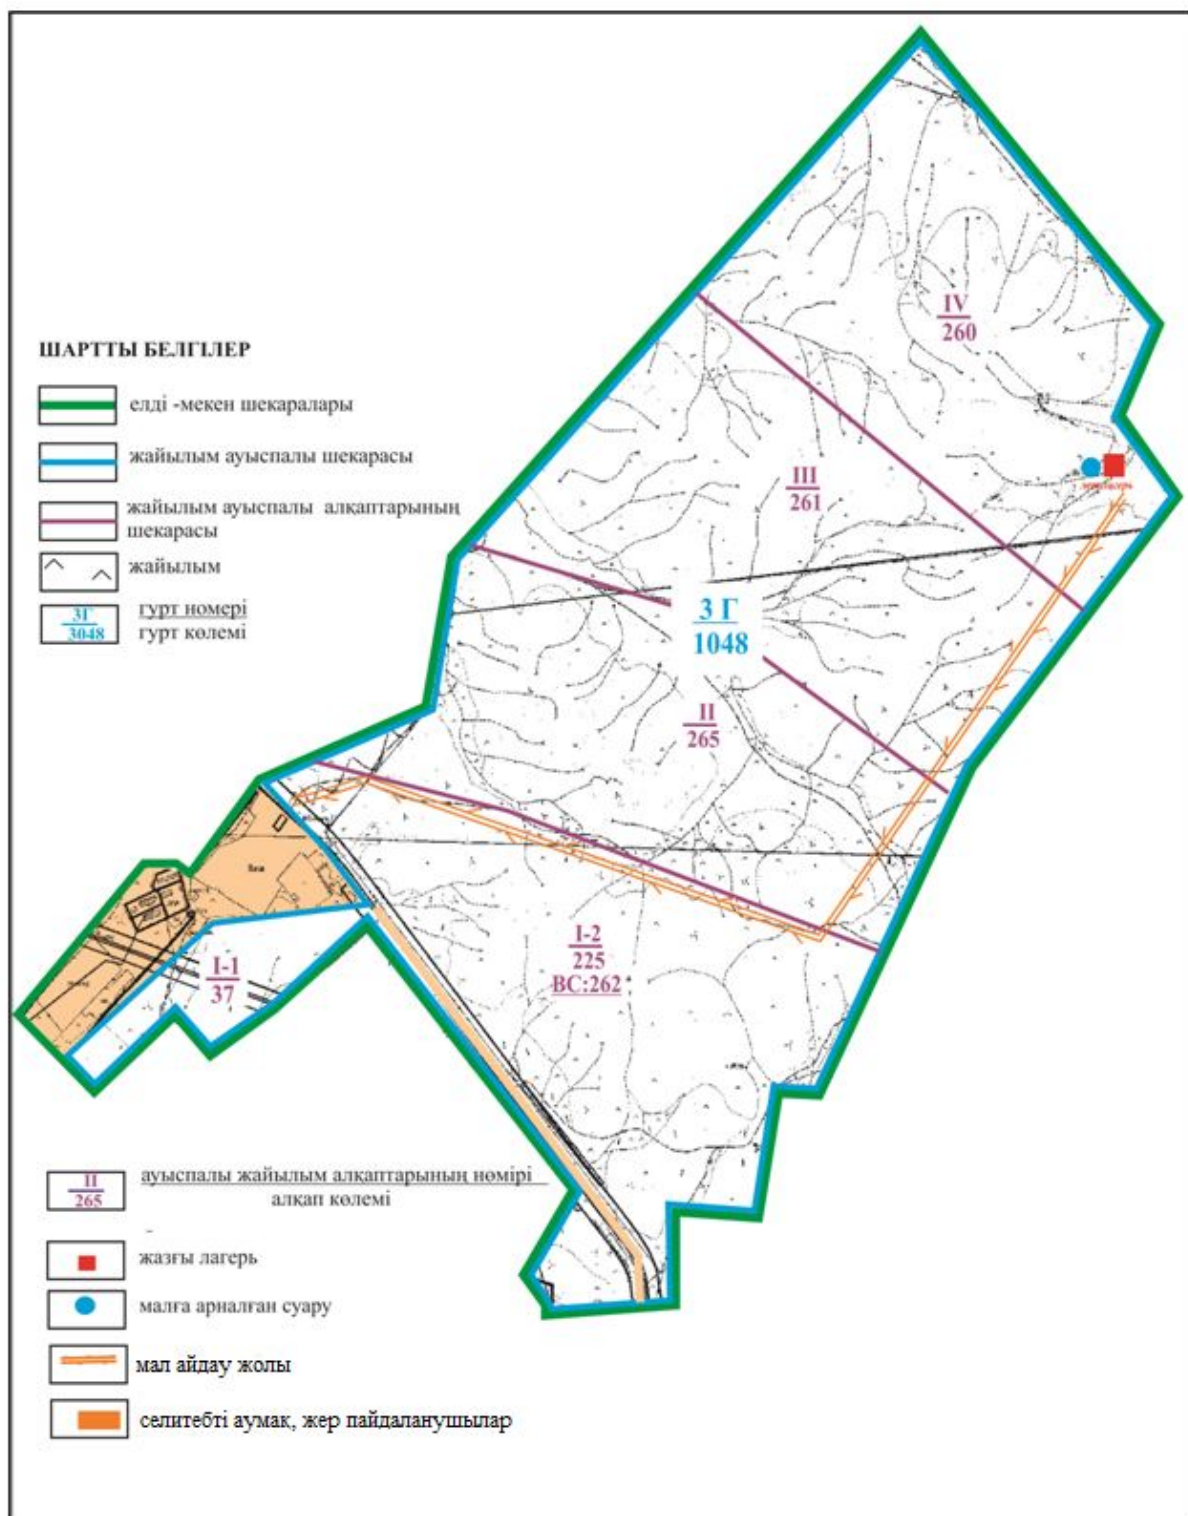 ШАРТТЫ БЕЛГІЛЕР
елді -мекен шекаралары
жайылым ауыспалы шекарасы
жайылым ауыспалы алқаптарының
шекарасы
жайылым
3Г
3048
гурт номері
гурт көлемі
IV
260
III
261
3 Г
1048
II
265
I-2
225
ВС:262
I-1
37
II
265
ауыспалы жайылым алқаптарының нөмірі
алқап көлемі
жазғы лагерь
малға арналған суару
мал айдау жолы
селитебті аумақ, жер пайдаланушылар